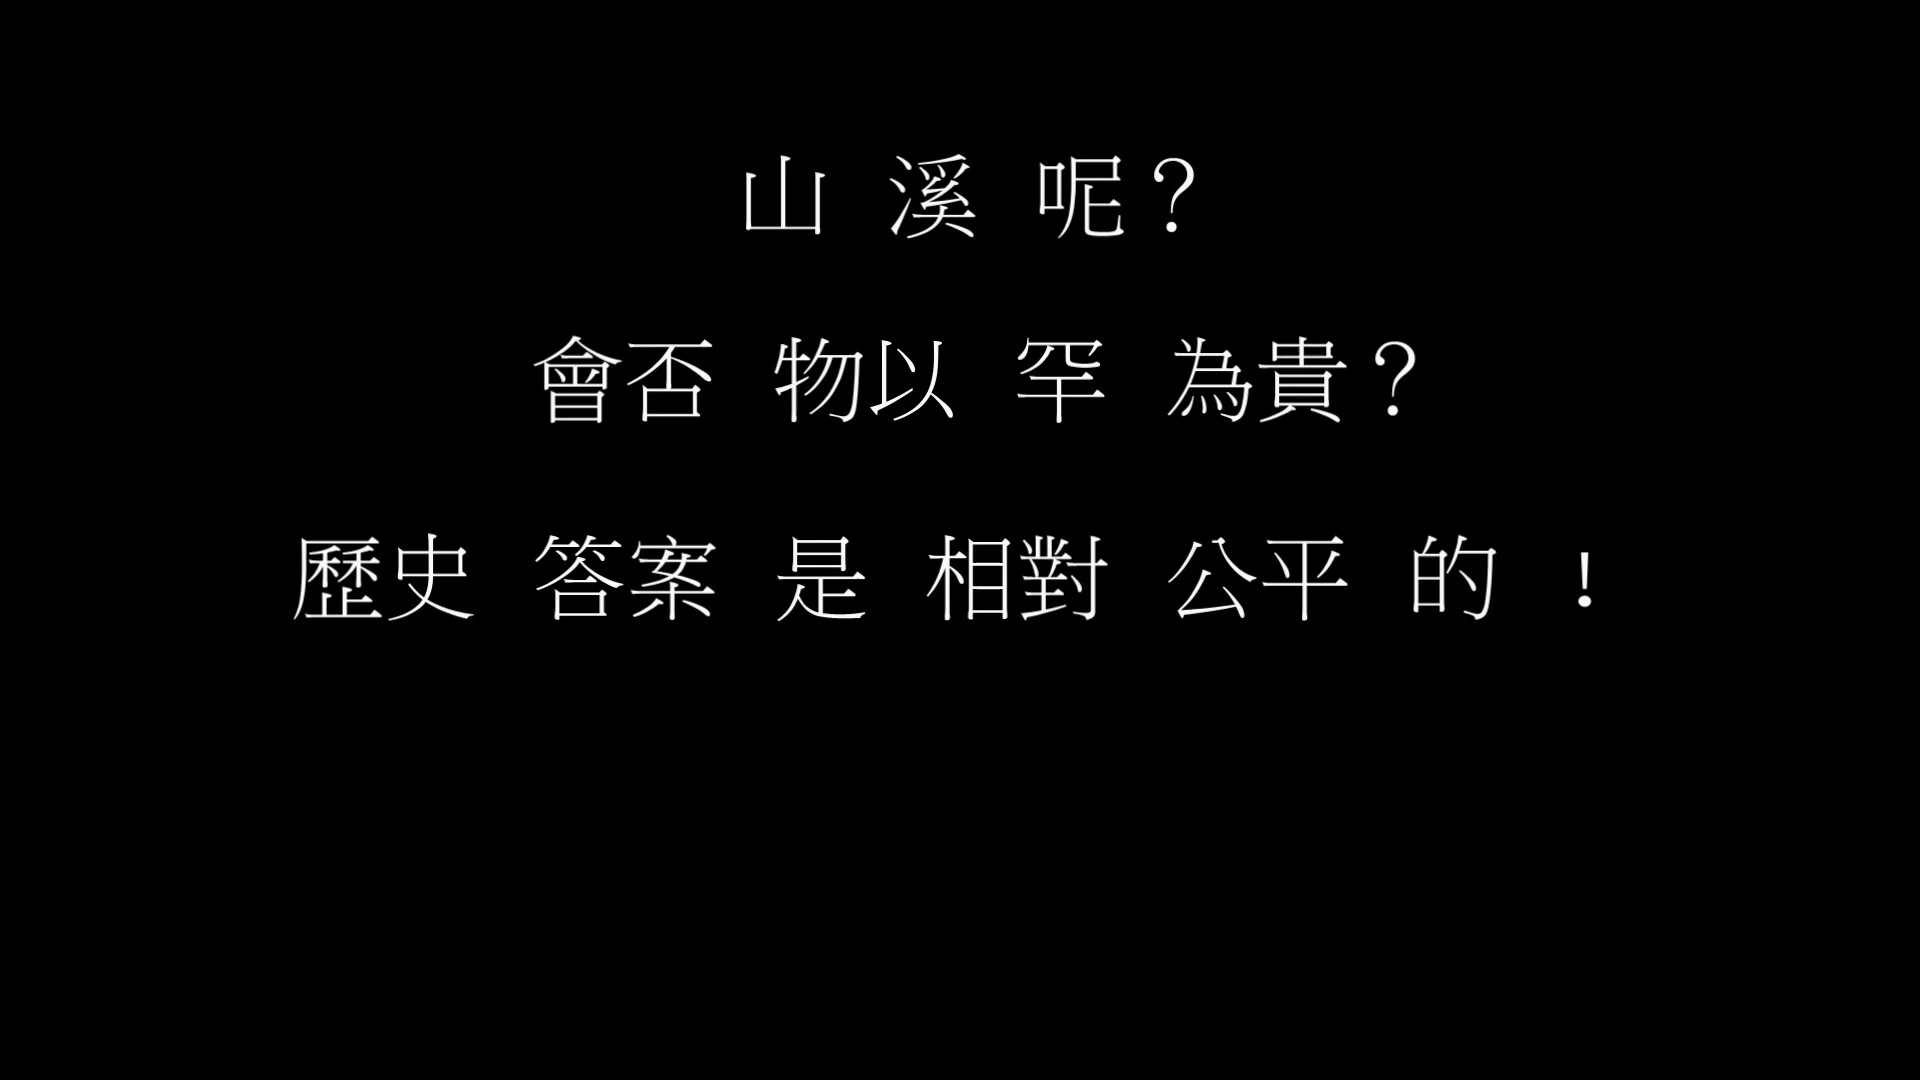 山 溪 呢？
會否 物以 罕 為貴？
歷史 答案 是 相對 公平 的 ！